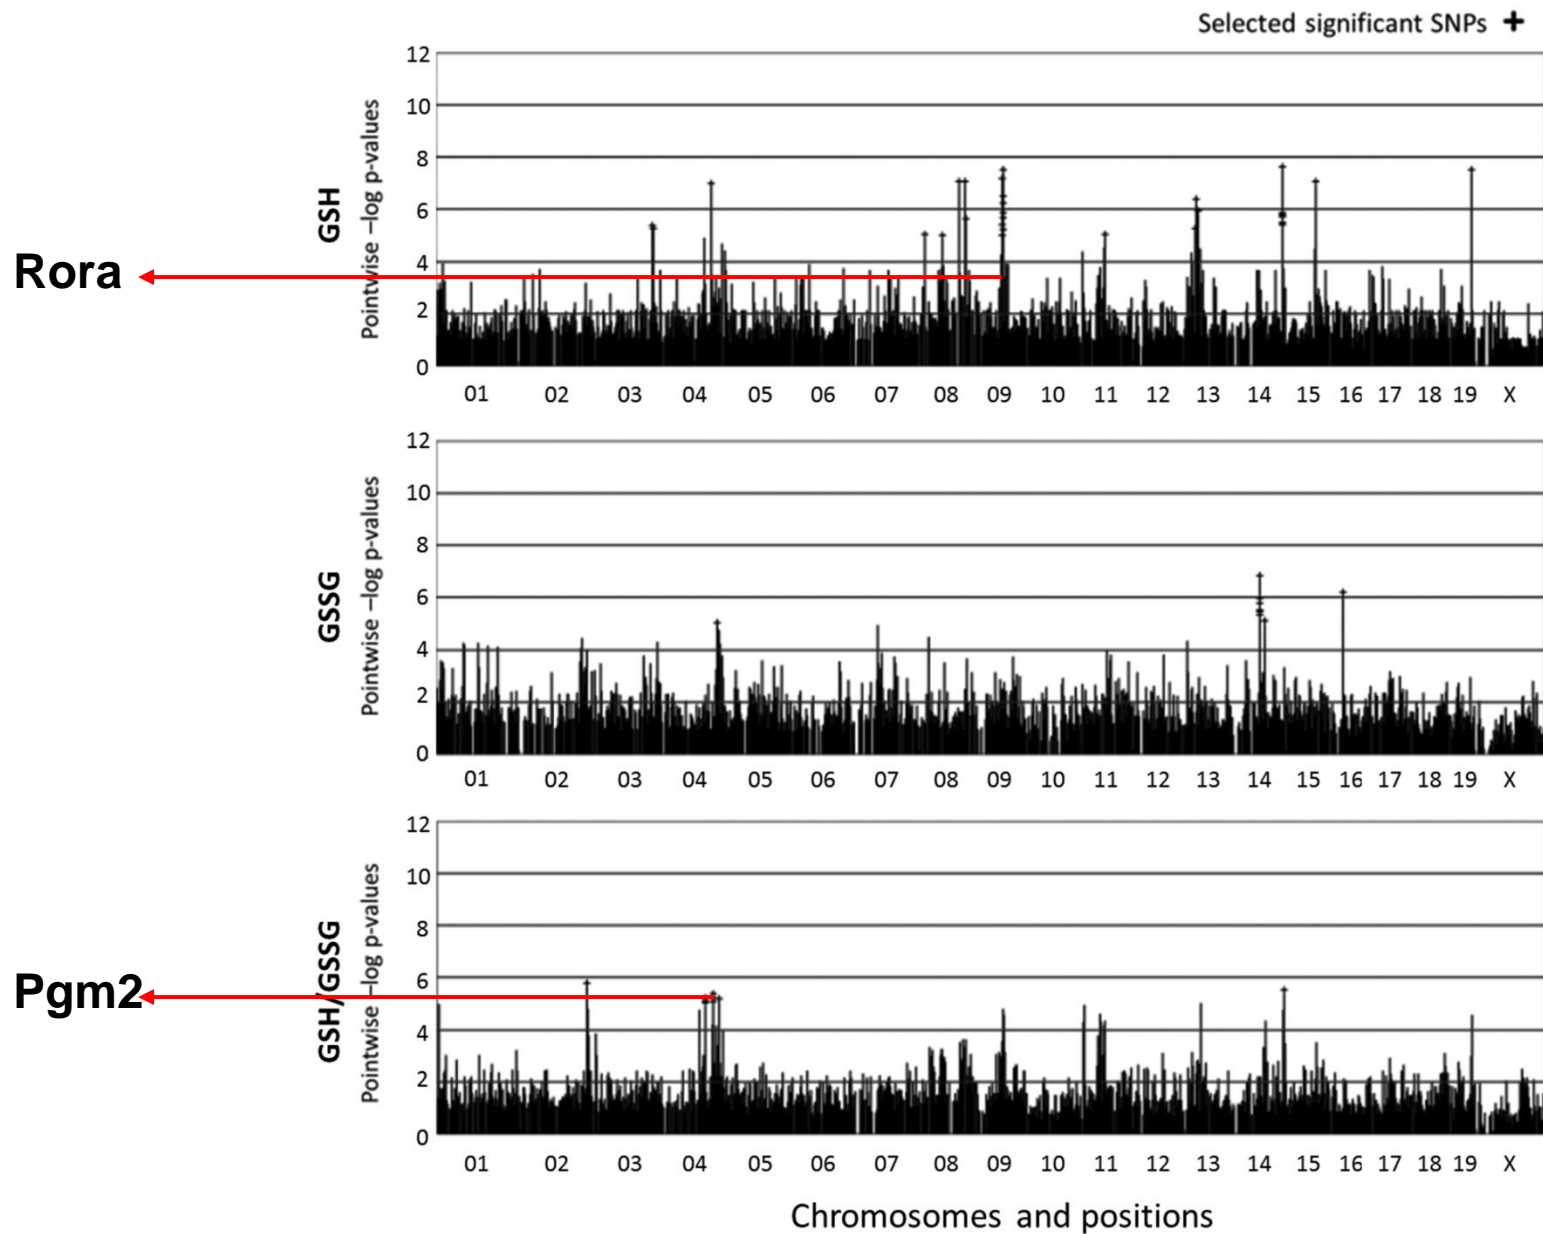 Selected significant SNPs +
12
10
8
6
4
2
0
GSH
Pointwise –log p-values
Rora
01 02 03 04 05 06 07 08 09 10 11 12 13 14 15 16 17 18 19 X
12
10
8
6
4
2
0
GSSG
Pointwise –log p-values
01 02 03 04 05 06 07 08 09 10 11 12 13 14 15 16 17 18 19 X
12
10
8
6
4
2
0
GSH/GSSG
Pointwise –log p-values
Pgm2
01 02 03 04 05 06 07 08 09 10 11 12 13 14 15 16 17 18 19 X
Chromosomes and positions